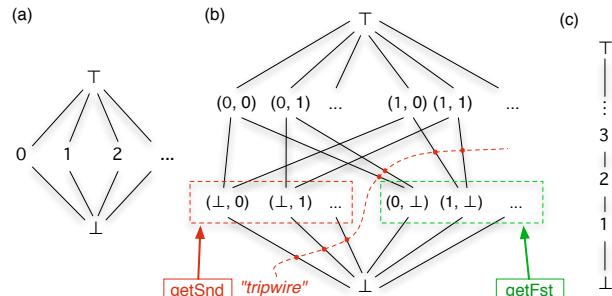 (a)
⊤
0 1 2 ...
⊥
(b)
⊤
(0, 0) (0, 1) ... (1, 0) (1, 1) ...
(⊥, 0) (⊥, 1) ... (0, ⊥) (1, ⊥) ...
getSnd "tripwire" ⊥ getFst
(c)
⊤
⋮
3
2
1
⊥